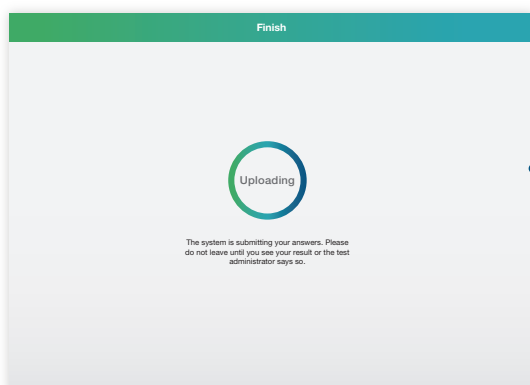 Finish
Uploading
The system is submitting your answers. Please
do not leave until you see your result or the test
administrator says so.